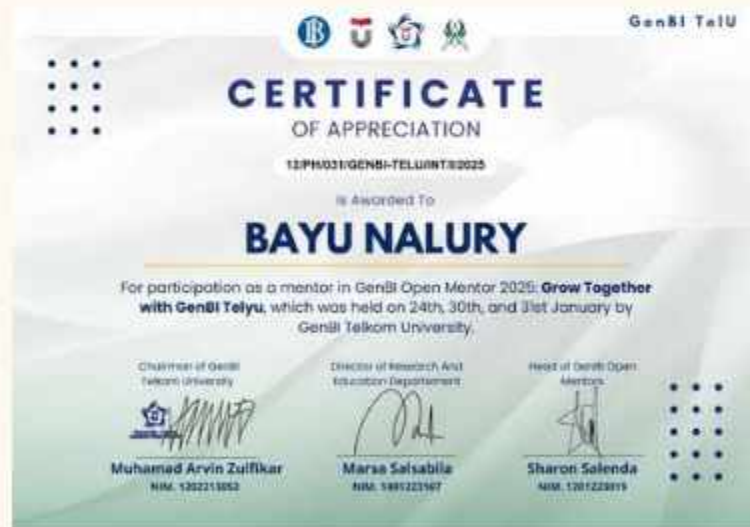 GenBI TelU
CERTIFICATE
OF APPRECIATION
Is Awarded To
BAYU NALURY
For participation as a mentor in GenBI Open Mentor 2025: Grow Together
with GenBI Telyu, which was held on 24th, 30th, and 31st January by
GenBI Telkom University.
Chairman of GenBI
Telkom University
Director of Research And
Education Departement
Head of GenBI Open
Mentors
Muhamad Arvin Zulfikar
Marsa Salsabila
Sharon Salenda
NIM.
NIM.
NIM.